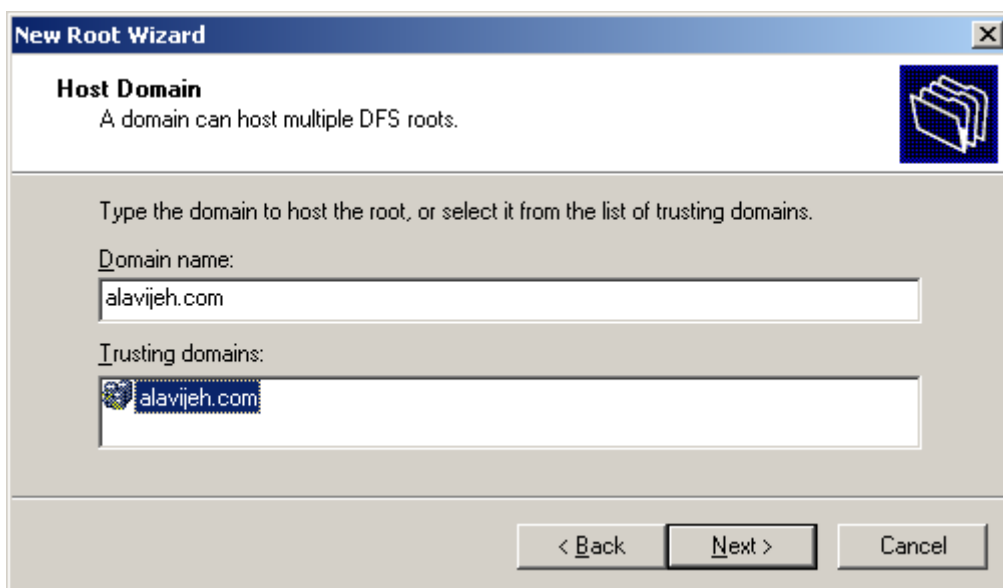 New Root Wizard
Host Domain
A domain can host multiple DFS roots.
Type the domain to host the root, or select it from the list of trusting domains.
Domain name:
alavijeh.com
Trusting domains:
alavijeh.com
< Back
Next >
Cancel